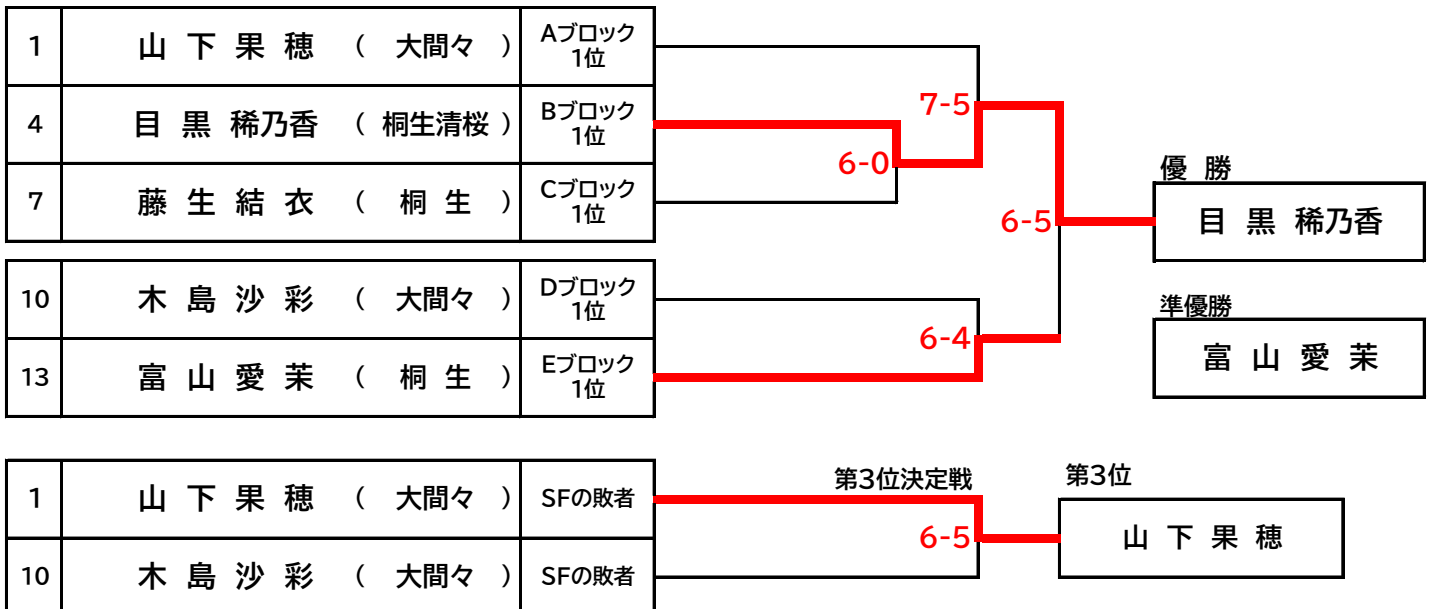 1 山 下 果 穂 ( 大間々 ) Aブロック 1位
4 目 黒 稀乃香 ( 桐生清桜 ) Bブロック 1位
7 藤 生 結 衣 ( 桐 生 ) Cブロック 1位
7-5
6-0
6-5
優 勝
目 黒 稀乃香
10 木 島 沙 彩 ( 大間々 ) Dブロック 1位
13 富 山 愛 茉 ( 桐 生 ) Eブロック 1位
6-4
準優勝
富 山 愛 茉
1 山 下 果 穂 ( 大間々 ) SFの敗者
10 木 島 沙 彩 ( 大間々 ) SFの敗者
第3位決定戦
6-5
第3位
山 下 果 穂